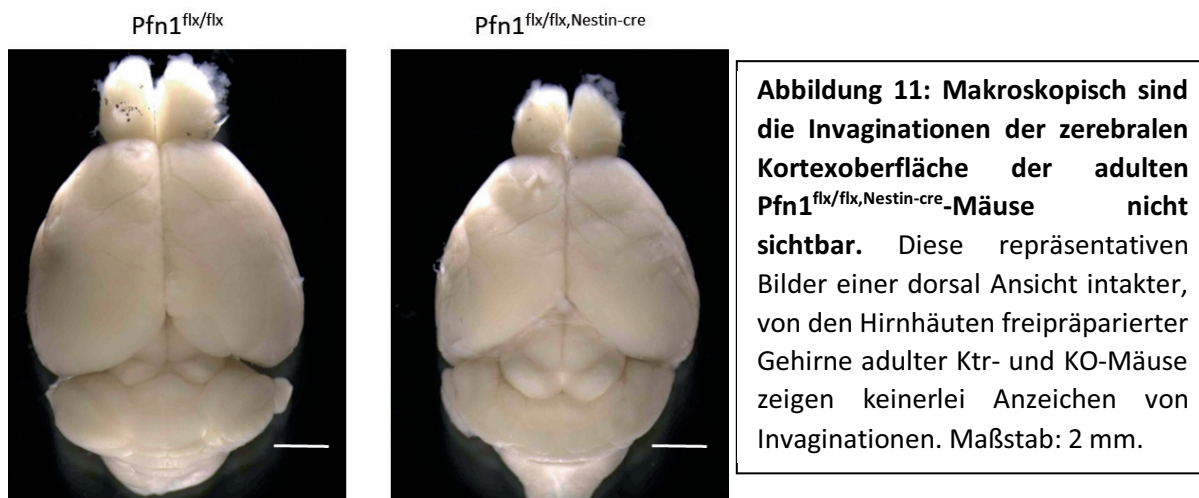 Pfn1flx/flx
Pfn1flx/flx,Nestin-cre
Abbildung 11: Makroskopisch sind
die Invaginationen der zerebralen
Kortexoberfläche der adulten
Pfn1flx/flx,Nestin-cre-Mäuse nicht
sichtbar. Diese repräsentativen
Bilder einer dorsal Ansicht intakter,
von den Hirnhäuten freipräparierter
Gehirne adulter Ktr- und KO-Mäuse
zeigen keinerlei Anzeichen von
Invaginationen. Maßstab: 2 mm.